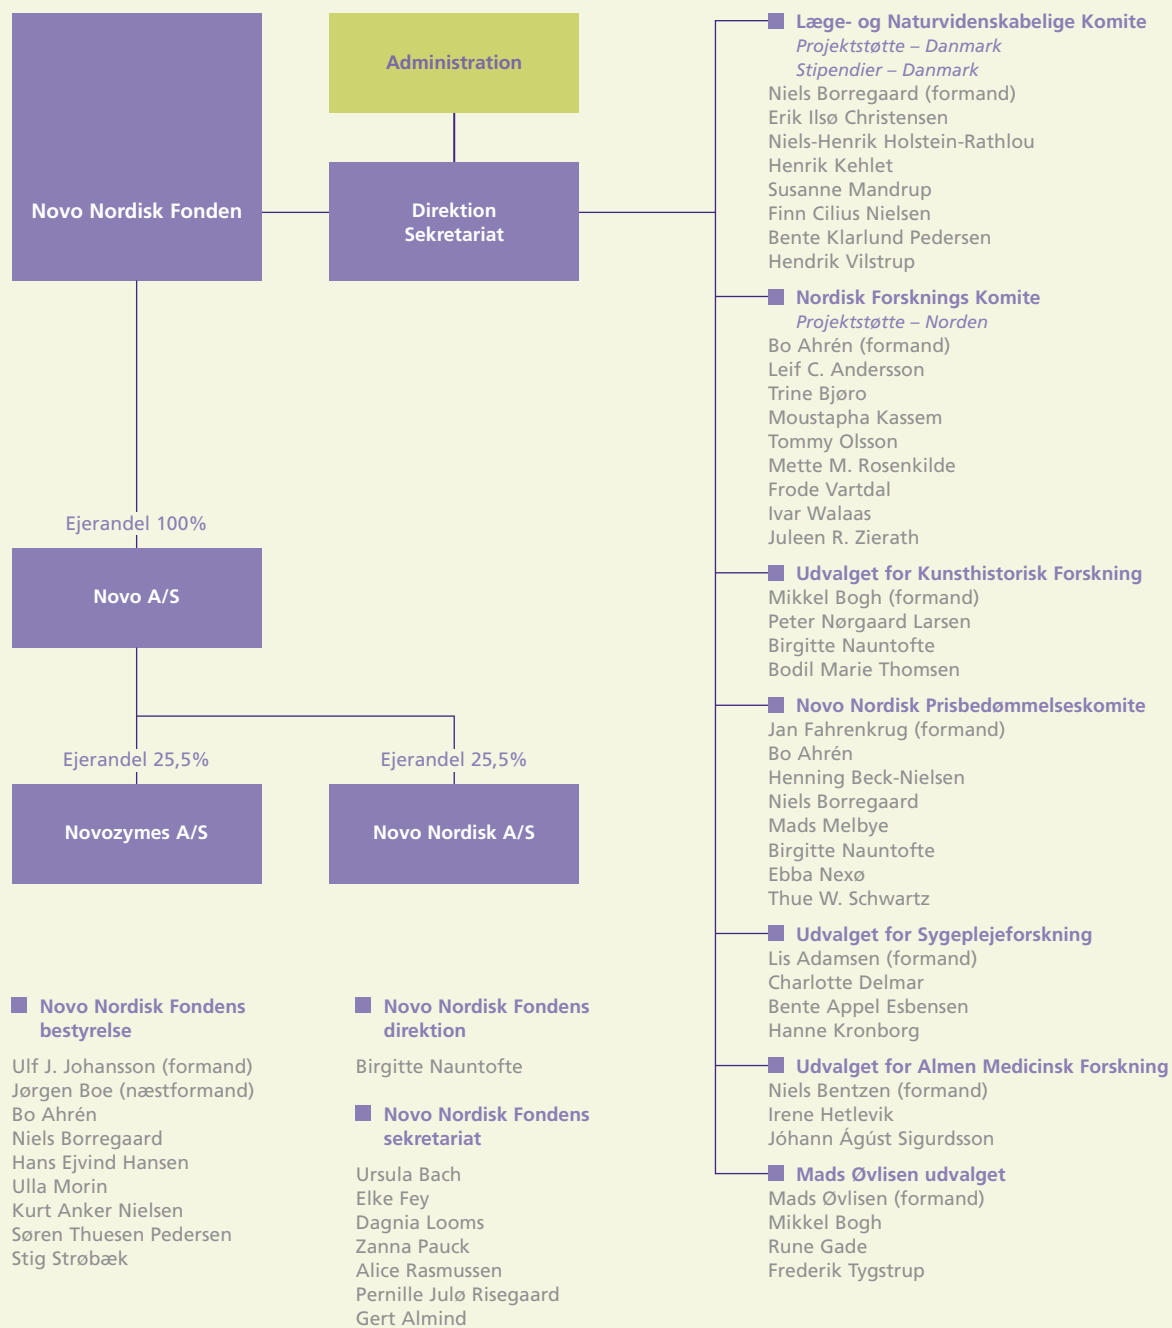 Novo Nordisk Fonden
Administration
Direktion
Sekretariat
Ejerandel 100%
Novo A/S
Ejerandel 25,5%
Ejerandel 25,5%
Novozymes A/S
Novo Nordisk A/S
Novo Nordisk Fondens
bestyrelse
Ulf J. Johansson (formand)
Jørgen Boe (næstformand)
Bo Ahrén
Niels Borregaard
Hans Ejvind Hansen
Ulla Morin
Kurt Anker Nielsen
Søren Thuesen Pedersen
Stig Strøbæk
Novo Nordisk Fondens
direktion
Birgitte Nauntofte
Novo Nordisk Fondens
sekretariat
Ursula Bach
Elke Fey
Dagnia Looms
Zanna Pauck
Alice Rasmussen
Pernille Julø Risegaard
Gert Almind
Læge- og Naturvidenskabelige Komite
Projektstøtte – Danmark
Stipendier – Danmark
Niels Borregaard (formand)
Erik Ilsø Christensen
Niels-Henrik Holstein-Rathlou
Henrik Kehlet
Susanne Mandrup
Finn Cilius Nielsen
Bente Klarlund Pedersen
Hendrik Vilstrup
Nordisk Forsknings Komite
Projektstøtte – Norden
Bo Ahrén (formand)
Leif C. Andersson
Trine Bjøro
Moustapha Kassem
Tommy Olsson
Mette M. Rosenkilde
Frode Vartdal
Ivar Walaas
Juleen R. Zierath
Udvalget for Kunsthistorisk Forskning
Mikkel Bogh (formand)
Peter Nørgaard Larsen
Birgitte Nauntofte
Bodil Marie Thomsen
Novo Nordisk Prisbedømmelseskomite
Jan Fahrenkrug (formand)
Bo Ahrén
Henning Beck-Nielsen
Niels Borregaard
Mads Melbye
Birgitte Nauntofte
Ebba Nexø
Thue W. Schwartz
Udvalget for Sygeplejeforskning
Lis Adamsen (formand)
Charlotte Delmar
Bente Appel Esbensen
Hanne Kronborg
Udvalget for Almen Medicinsk Forskning
Niels Bentzen (formand)
Irene Hetlevik
Jóhann Ágúst Sigurdsson
Mads Øvlisen udvalget
Mads Øvlisen (formand)
Mikkel Bogh
Rune Gade
Frederik Tygstrup